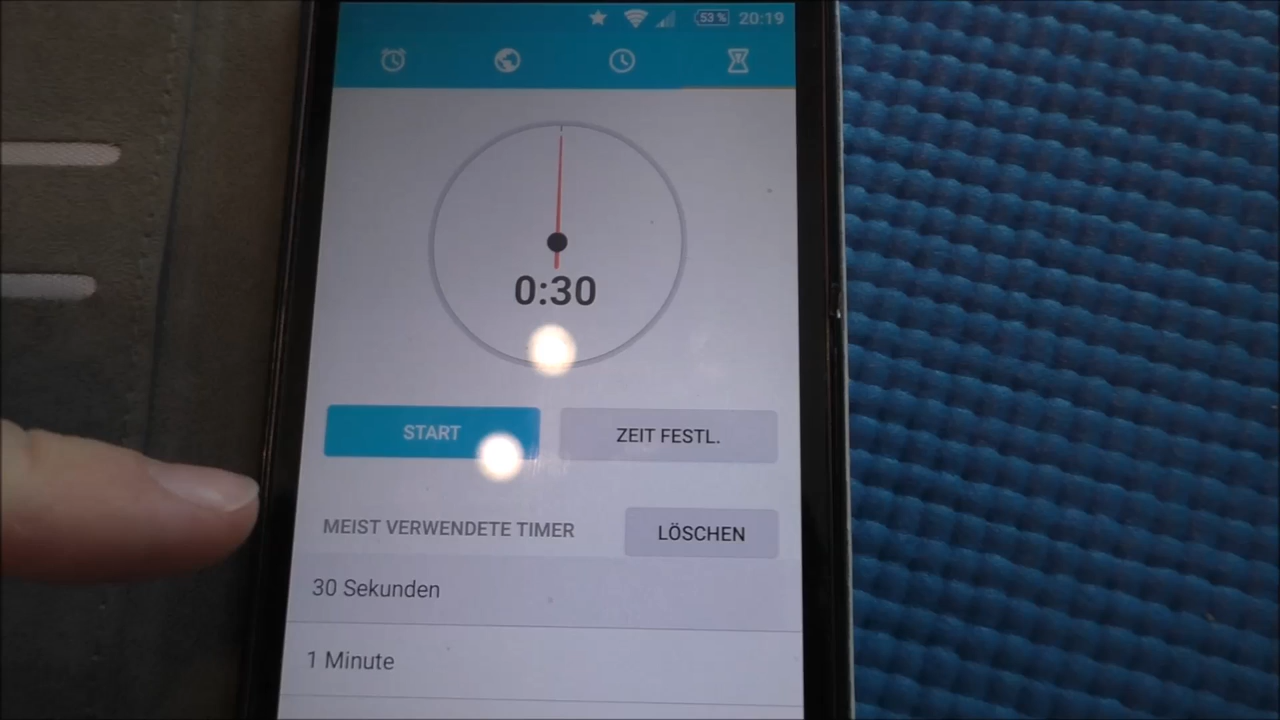 53 % 20:19
0:30
START ZEIT FESTL.
MEIST VERWENDETE TIMER LÖSCHEN
30 Sekunden
1 Minute